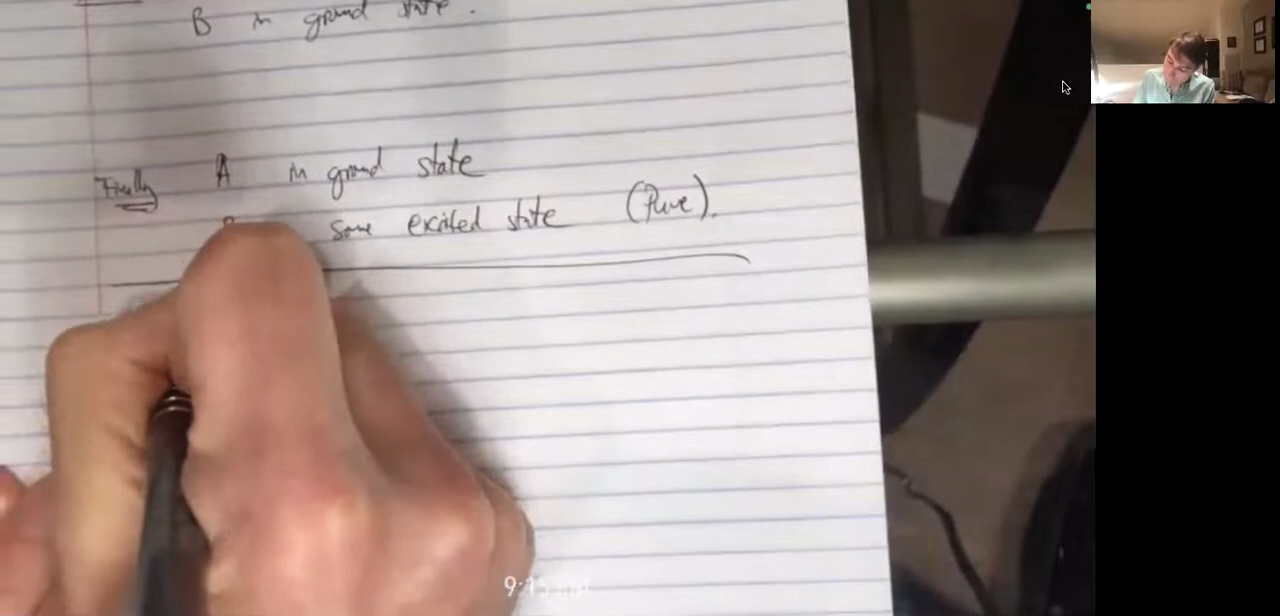 B in ground state.
Finally A in ground state
B some excited state (Pure).